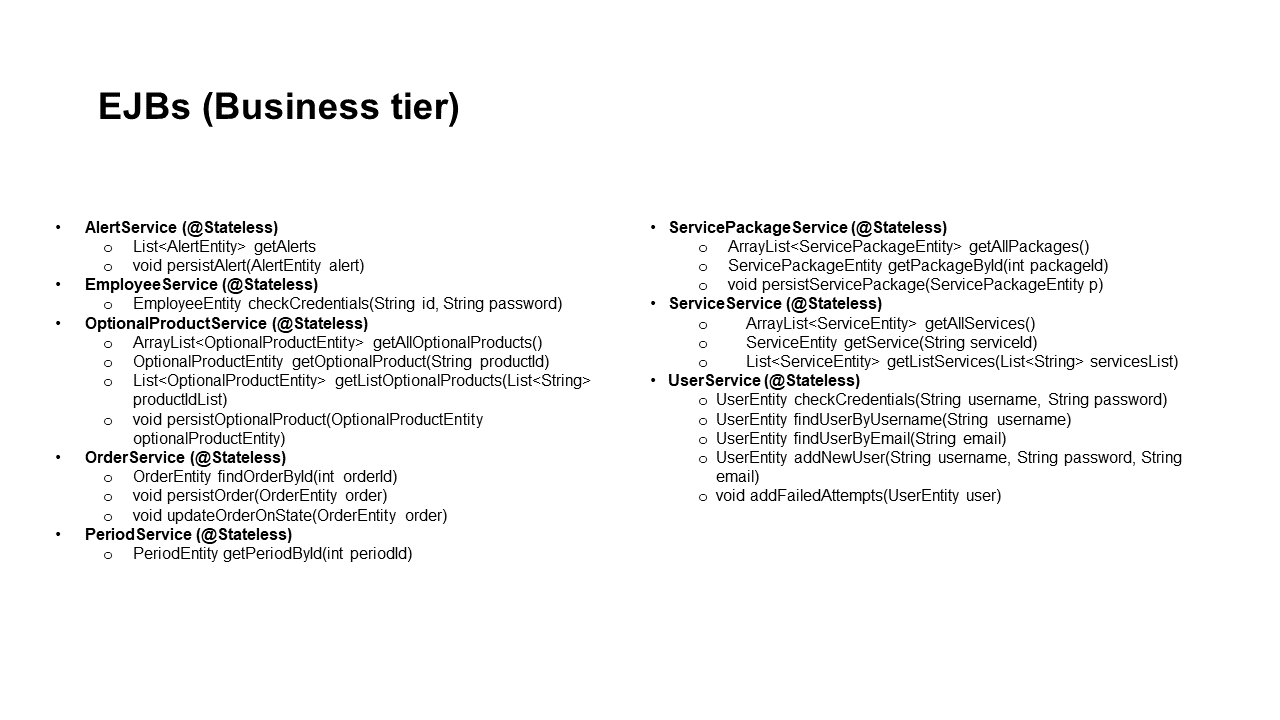 EJBs (Business tier)
• AlertService (@Stateless)
o List<AlertEntity> getAlerts
o void persistAlert(AlertEntity alert)
• EmployeeService (@Stateless)
o EmployeeEntity checkCredentials(String id, String password)
• OptionalProductService (@Stateless)
o ArrayList<OptionalProductEntity> getAllOptionalProducts()
o OptionalProductEntity getOptionalProduct(String productId)
o List<OptionalProductEntity> getListOptionalProducts(List<String>
productIdList)
o void persistOptionalProduct(OptionalProductEntity
optionalProductEntity)
• OrderService (@Stateless)
o OrderEntity findOrderById(int orderId)
o void persistOrder(OrderEntity order)
o void updateOrderOnState(OrderEntity order)
• PeriodService (@Stateless)
o PeriodEntity getPeriodById(int periodId)
• ServicePackageService (@Stateless)
o ArrayList<ServicePackageEntity> getAllPackages()
o ServicePackageEntity getPackageById(int packageId)
o void persistServicePackage(ServicePackageEntity p)
• ServiceService (@Stateless)
o ArrayList<ServiceEntity> getAllServices()
o ServiceEntity getService(String serviceId)
o List<ServiceEntity> getListServices(List<String> servicesList)
• UserService (@Stateless)
o UserEntity checkCredentials(String username, String password)
o UserEntity findUserByUsername(String username)
o UserEntity findUserByEmail(String email)
o UserEntity addNewUser(String username, String password, String
email)
o void addFailedAttempts(UserEntity user)